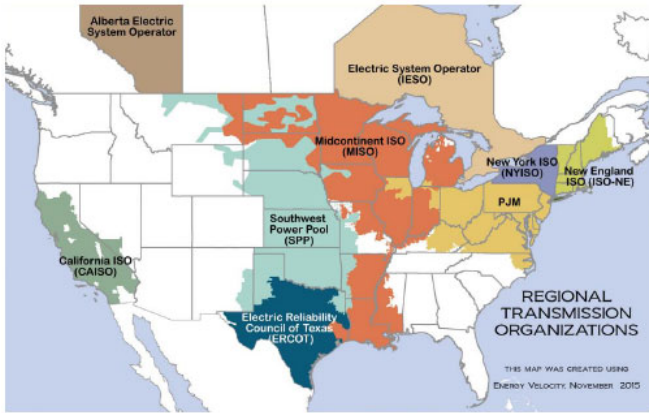 Alberta Electric
System Operator
Electric System Operator
(IESO)
Midcontinent ISO
(MISO)
New York ISO
(NYISO)
New England
ISO (ISO-NE)
PJM
Southwest
Power Pool
(SPP)
California ISO
(CAISO)
Electric Reliability
Council of Texas
(ERCOT)
REGIONAL
TRANSMISSION
ORGANIZATIONS
THIS MAP WAS CREATED USING
ENERGY VELOCITY, NOVEMBER 2015